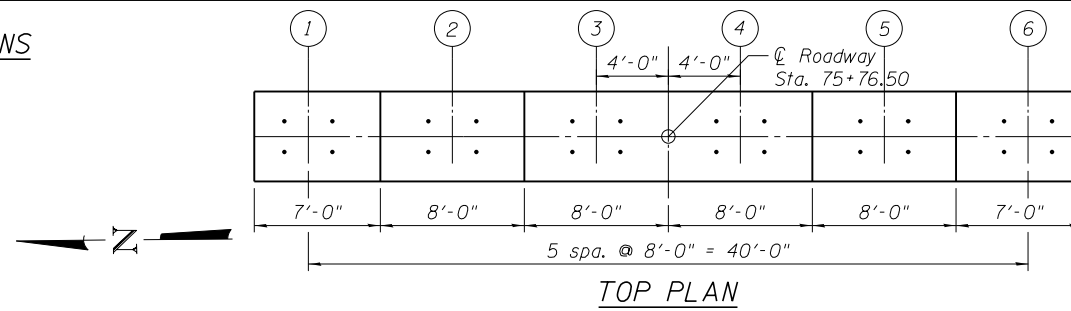 WS
1 2 3 4 5 6
4'-0" 4'-0"
℄ Roadway
Sta. 75+76.50
7'-0" 8'-0" 8'-0" 8'-0" 8'-0" 7'-0"
N
5 spa. @ 8'-0" = 40'-0"
TOP PLAN